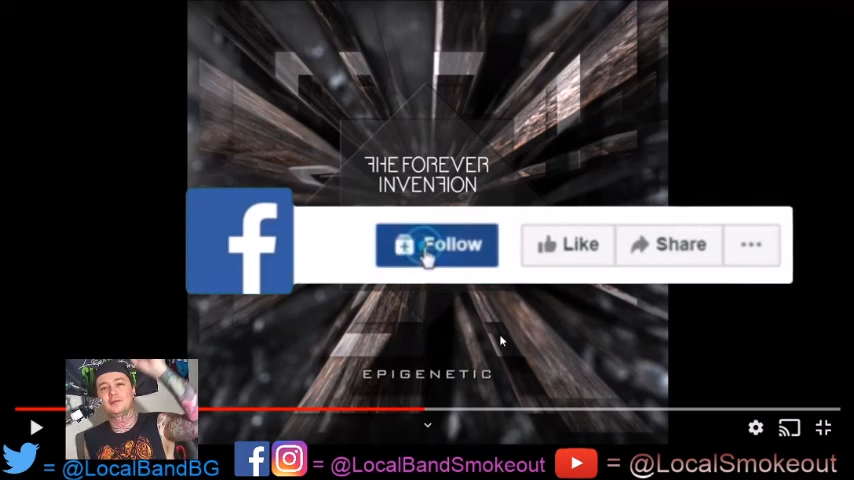 THE FOREVER
INVENTION
Follow
Like
Share
EPIGENETIC
= @LocalBandBG
= @LocalBandSmokeout
= @LocalSmokeout